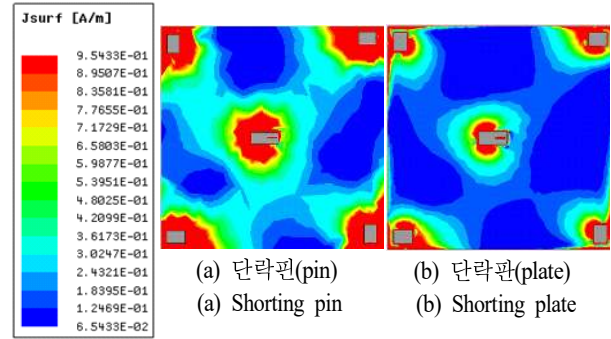 Jsurf [A/m]
9.5433E-01
8.9507E-01
8.3581E-01
7.7655E-01
7.1729E-01
6.5803E-01
5.9877E-01
5.3951E-01
4.8025E-01
4.2099E-01
3.6173E-01
3.0247E-01
2.4321E-01
1.8395E-01
1.2469E-01
6.5433E-02
(a) 단락핀(pin)
(a) Shorting pin
(b) 단락판(plate)
(b) Shorting plate